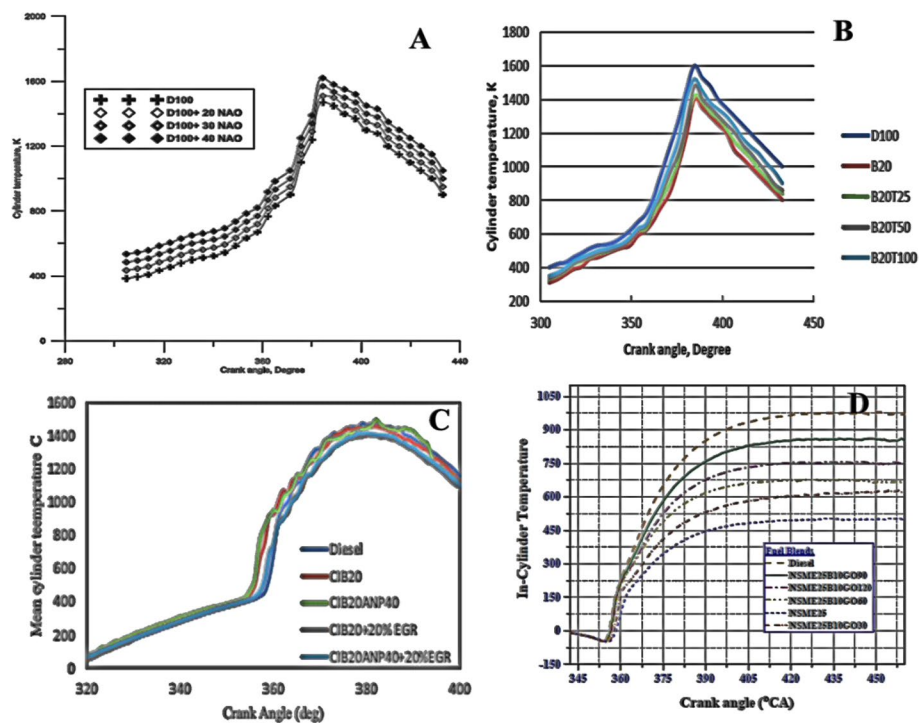 A
Cylinder temperature, K
2000
1600
1200
800
400
0
D100
D100+ 20 NAO
D100+ 30 NAO
D100+ 40 NAO
280
320
360
400
440
Crank angle, Degree
B
Cylinder temperature, K
1800
1600
1400
1200
1000
800
600
400
200
D100
B20
B20T25
B20T50
B20T100
300
350
400
450
Crank angle, Degree
C
Mean cylinder teemperature C
1600
1400
1200
1000
800
600
400
200
0
Diesel
CIB20
CIB20ANP40
CIB20+20% EGR
CIB20ANP40+20%EGR
320
340
360
380
400
Crank Angle (deg)
D
In-Cylinder Temperature
1050
900
750
600
450
300
150
0
-150
Fuel Blends
Diesel
NSME25B10GO90
NSME25B10GO120
NSME25B10GO60
NSME25
NSME25B10GO30
345
360
375
390
405
420
435
450
Crank angle (°CA)